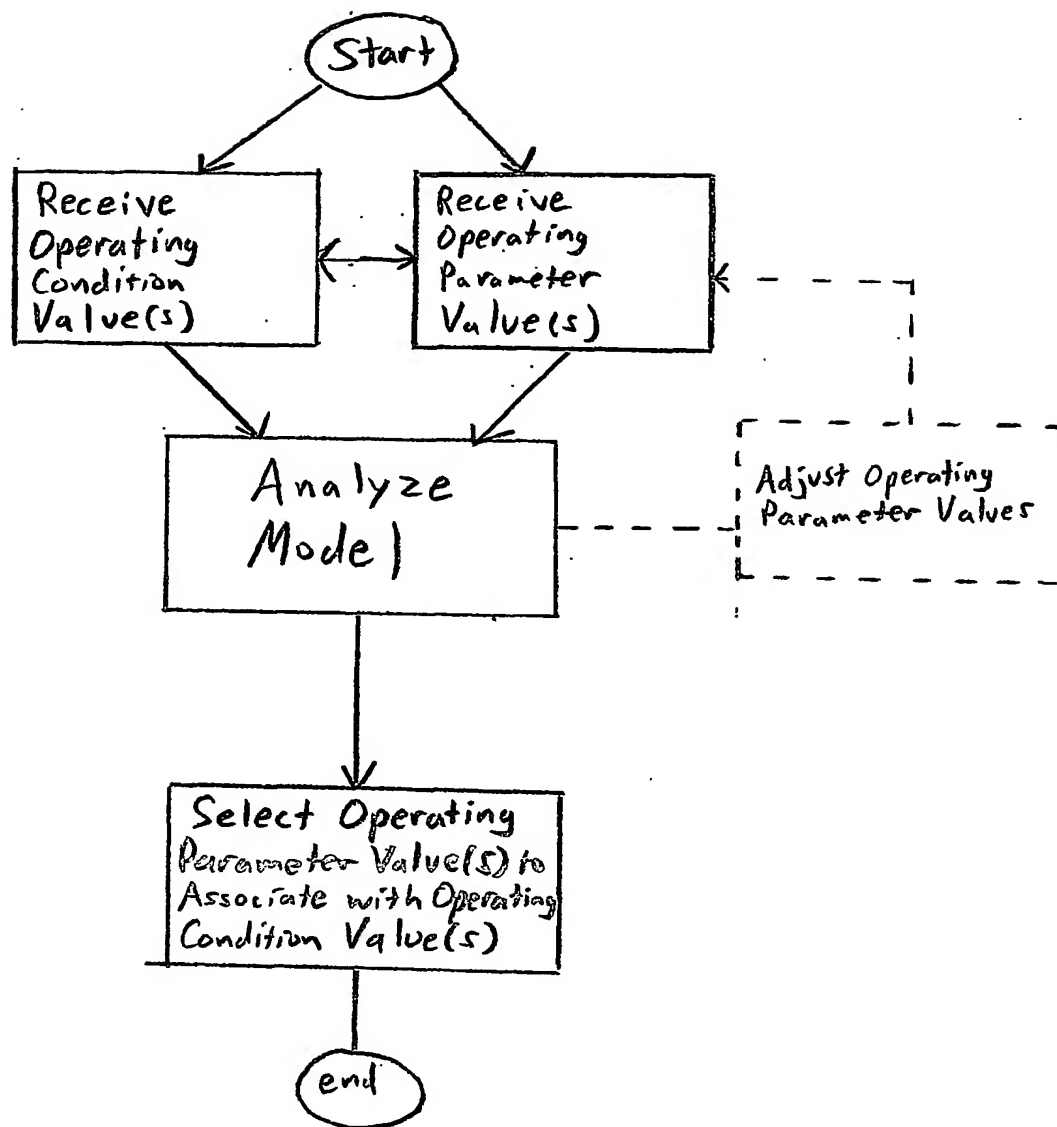 Start
Receive
Operating
Condition
Value(s)
Receive
Operating
Parameter
Value(s)
Analyze
Model
Adjust Operating
Parameter Values
Select Operating
Parameter Value(s) to
Associate with Operating
Condition Value(s)
end